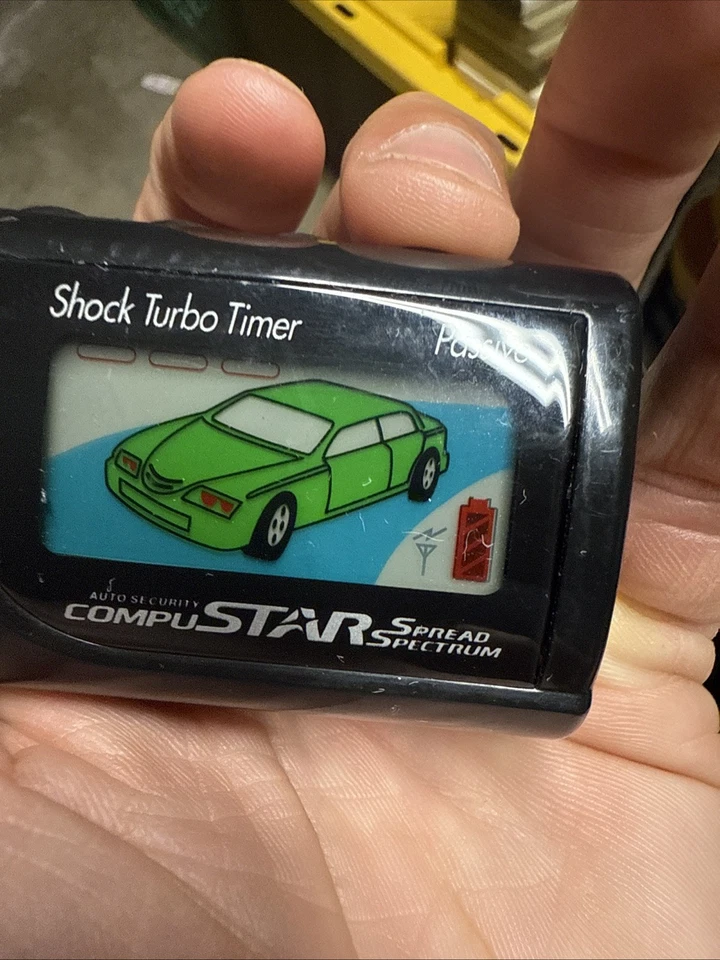 Shock Turbo Timer
Passive
AUTO SECURITY
COMPUSTAR SPREAD SPECTRUM